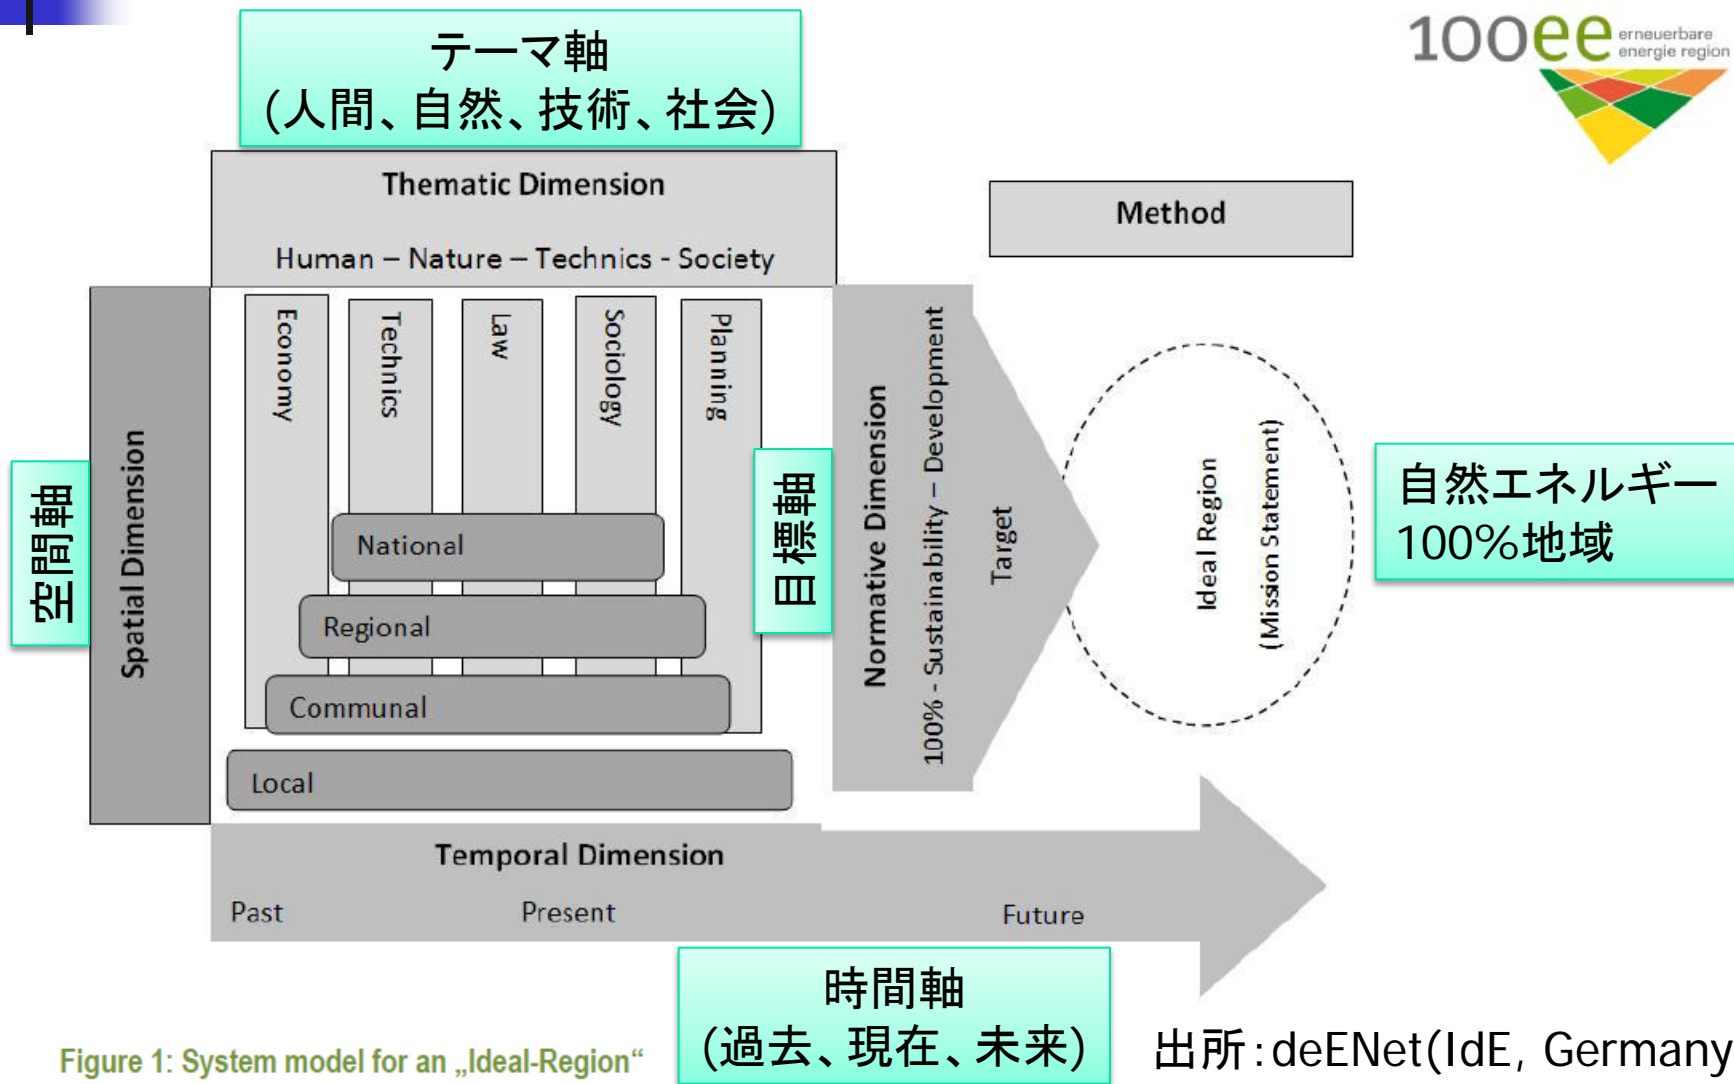 テーマ軸
(人間、自然、技術、社会)
100ee erneuerbare
energie region
Thematic Dimension
Human – Nature – Technics - Society
Method
Economy
Technics
Law
Sociology
Planning
空間軸
Spatial Dimension
National
Regional
Communal
Local
目標軸
Normative Dimension
100% - Sustainability – Development
Target
Ideal Region
(Mission Statement)
自然エネルギー
100%地域
Temporal Dimension
Past
Present
Future
時間軸
(過去、現在、未来)
Figure 1: System model for an „Ideal-Region“
出所:deENet(IdE, Germany